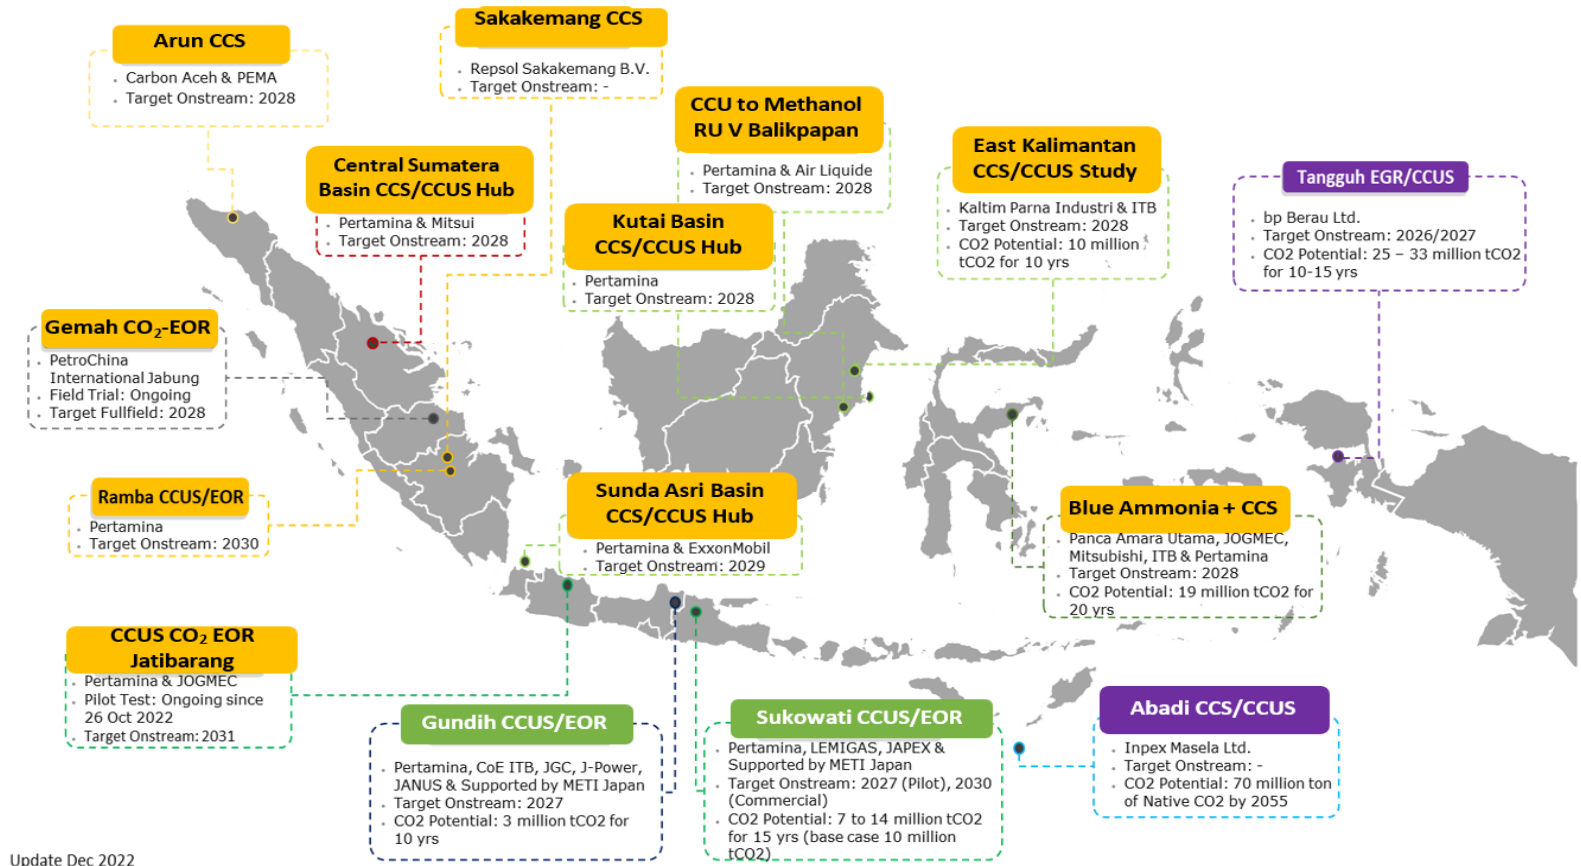 Arun CCS
• Carbon Aceh & PEMA
• Target Onstream: 2028
Sakakemang CCS
• Repsol Sakakemang B.V.
• Target Onstream: -
CCU to Methanol
RU V Balikpapan
• Pertamina & Air Liquide
• Target Onstream: 2028
Central Sumatera
Basin CCS/CCUS Hub
• Pertamina & Mitsui
• Target Onstream: 2028
East Kalimantan
CCS/CCUS Study
• Kaltim Parna Industri & ITB
• Target Onstream: 2028
• CO2 Potential: 10 million
tCO2 for 10 yrs
Tangguh EGR/CCUS
• bp Berau Ltd.
• Target Onstream: 2026/2027
• CO2 Potential: 25 – 33 million tCO2
for 10-15 yrs
Kutai Basin
CCS/CCUS Hub
• Pertamina
• Target Onstream: 2028
Gemah CO₂-EOR
• PetroChina
International Jabung
• Field Trial: Ongoing
• Target Fullfield: 2028
Ramba CCUS/EOR
• Pertamina
• Target Onstream: 2030
Sunda Asri Basin
CCS/CCUS Hub
• Pertamina & ExxonMobil
• Target Onstream: 2029
Blue Ammonia + CCS
• Panca Amara Utama, JOGMEC,
Mitsubishi, ITB & Pertamina
• Target Onstream: 2028
• CO2 Potential: 19 million tCO2 for
20 yrs
CCUS CO₂ EOR
Jatibarang
• Pertamina & JOGMEC
• Pilot Test: Ongoing since
26 Oct 2022
• Target Onstream: 2031
Gundih CCUS/EOR
• Pertamina, CoE ITB, JGC, J-Power,
JANUS & Supported by METI Japan
• Target Onstream: 2027
• CO2 Potential: 3 million tCO2 for
10 yrs
Sukowati CCUS/EOR
• Pertamina, LEMIGAS, JAPEX &
Supported by METI Japan
• Target Onstream: 2027 (Pilot), 2030
(Commercial)
• CO2 Potential: 7 to 14 million tCO2
for 15 yrs (base case 10 million
tCO2)
Abadi CCS/CCUS
• Inpex Masela Ltd.
• Target Onstream: -
• CO2 Potential: 70 million ton
of Native CO2 by 2055
Update Dec 2022